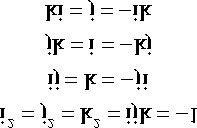 i² = j² = k² = ijk = −1
ij = k = −ji
jk = i = −kj
ki = j = −ik